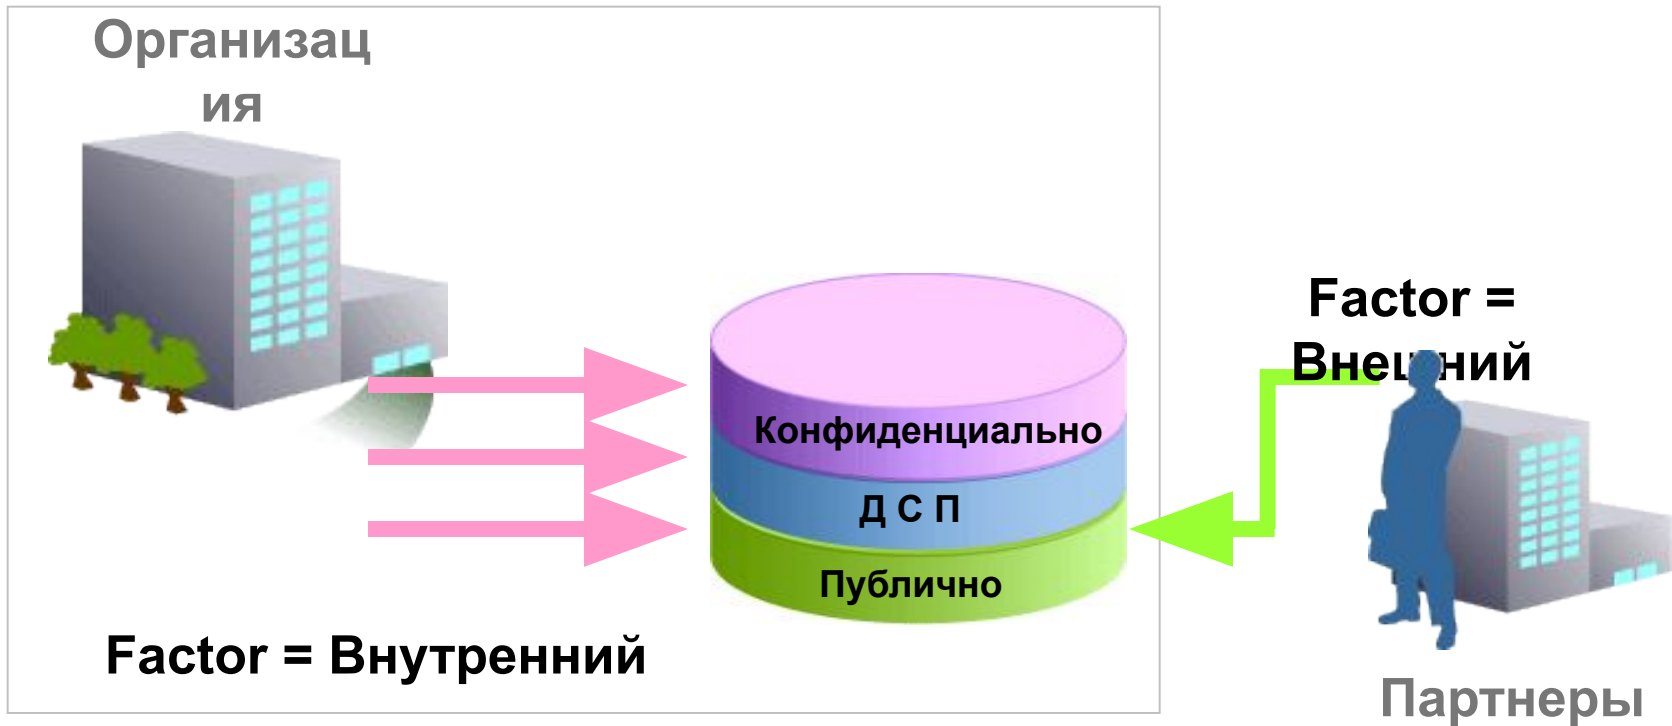 Организац
ия
Factor =
Внешний
Конфиденциально
Д С П
Публично
Factor = Внутренний
Партнеры